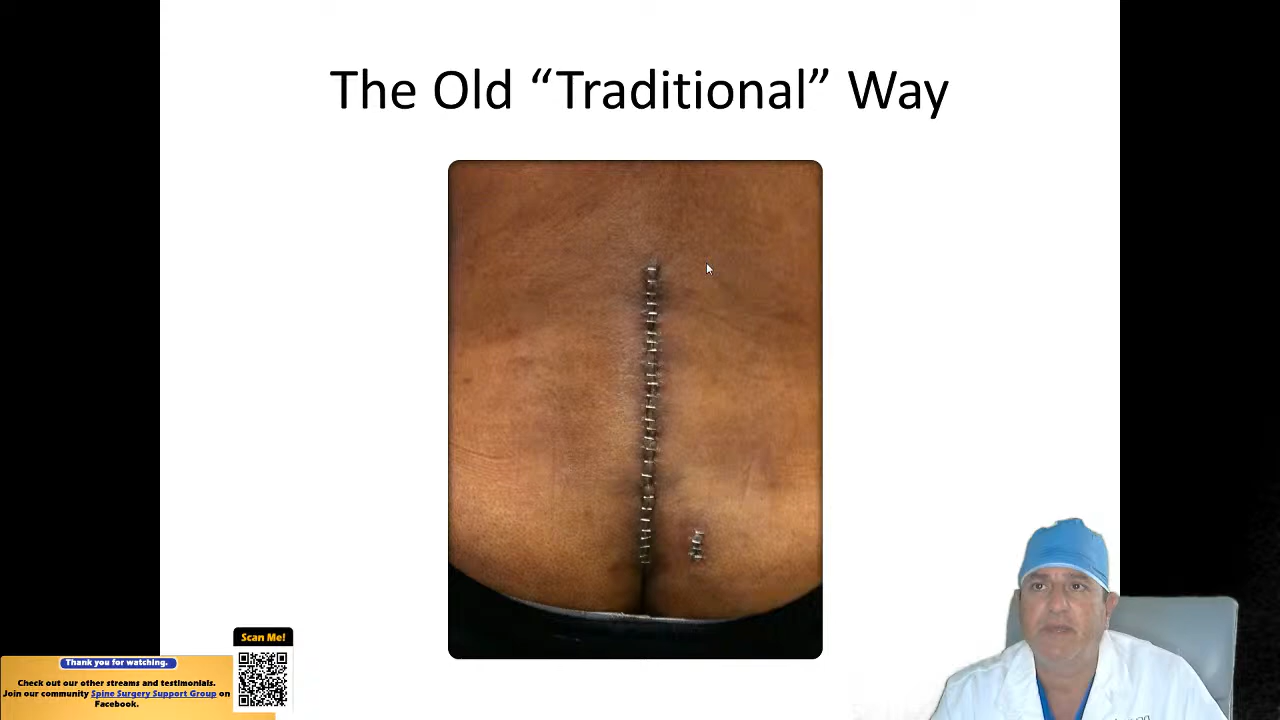 The Old “Traditional” Way
Scan Me!
Thank you for watching.
Check out our other streams and testimonials.
Join our community Spine Surgery Support Group on
Facebook.